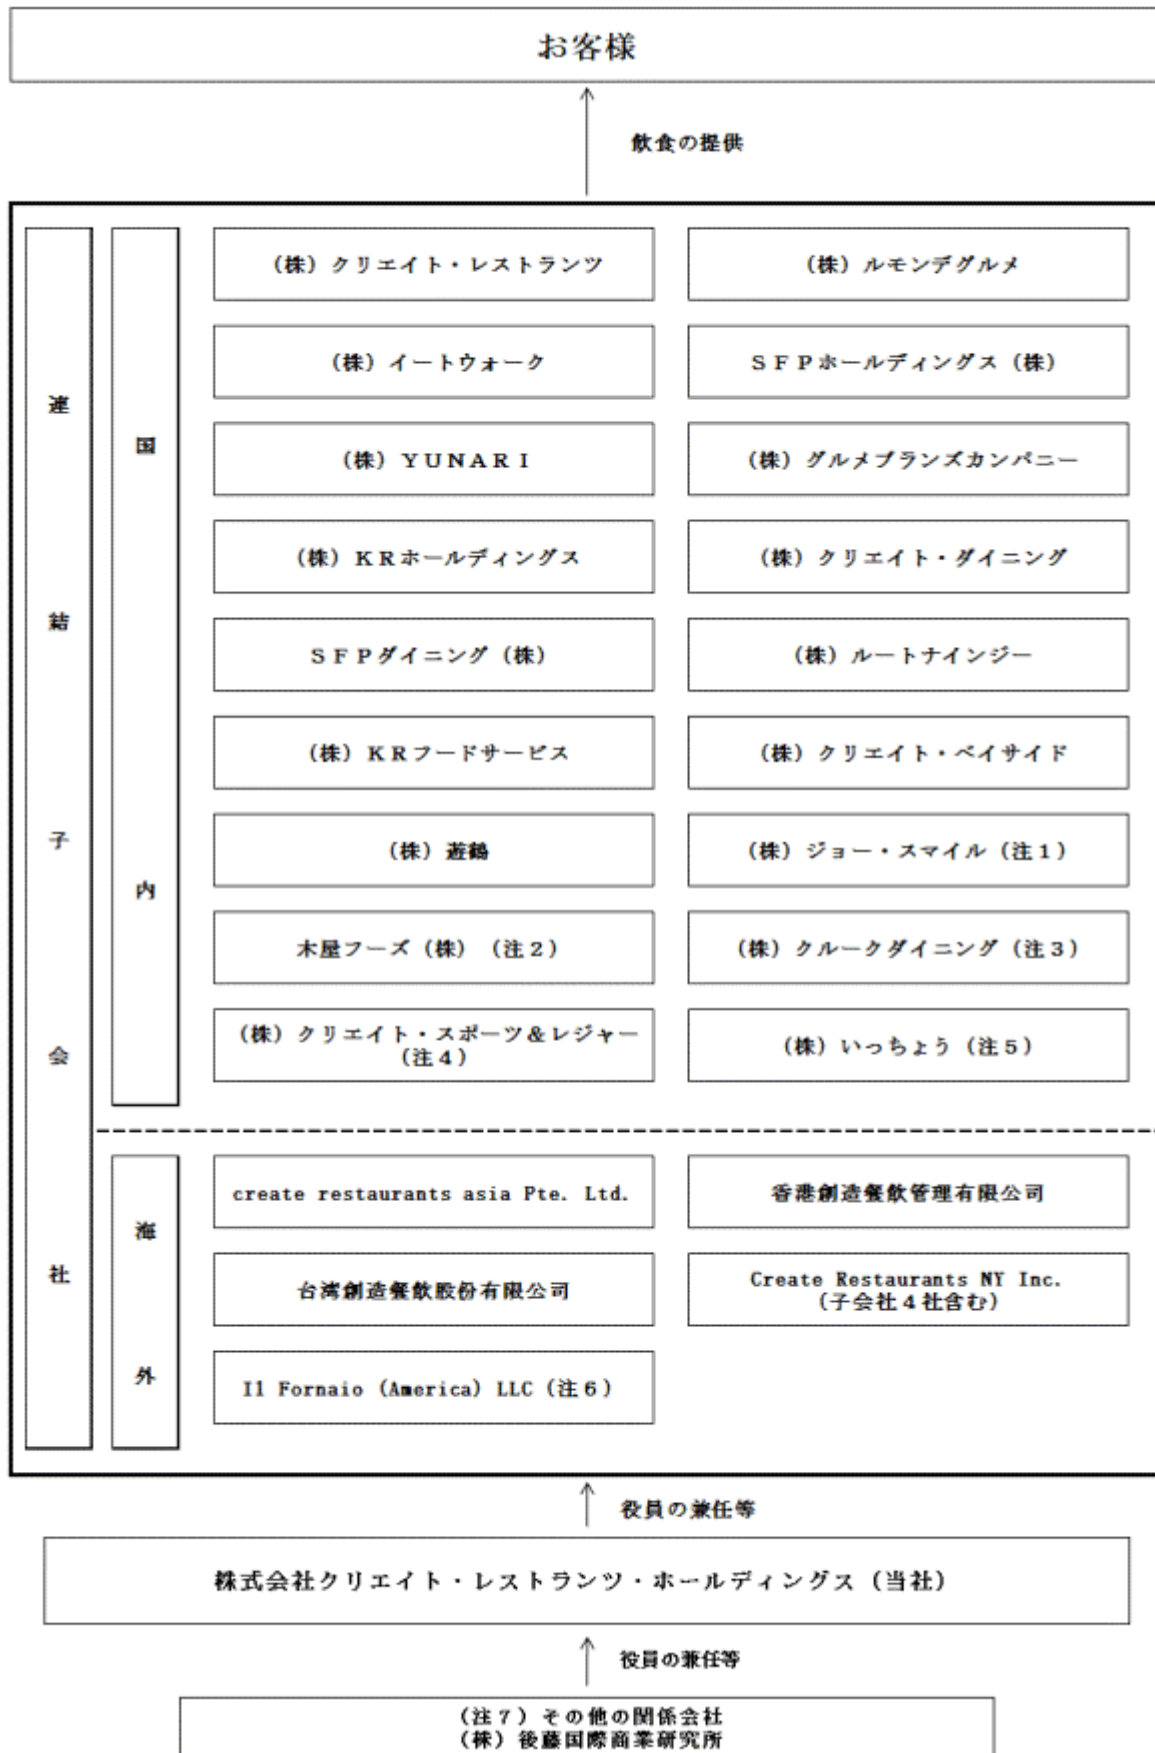 お客様
飲食の提供
連結子会社
国内
(株)クリエイト・レストランツ
(株)ルモンデグルメ
(株)イートウォーク
SFPホールディングス(株)
(株)YUNARI
(株)グルメブランズカンパニー
(株)KRホールディングス
(株)クリエイト・ダイニング
SFPダイニング(株)
(株)ルートナインジー
(株)KRフードサービス
(株)クリエイト・ベイサイド
(株)遊鶴
(株)ジョー・スマイル(注1)
木屋フーズ(株)(注2)
(株)クルークダイニング(注3)
(株)クリエイト・スポーツ&レジャー
(注4)
(株)いっちょう(注5)
海外
create restaurants asia Pte. Ltd.
香港創造餐飲管理有限公司
台湾創造餐飲股份有限公司
Create Restaurants NY Inc.
(子会社4社含む)
Il Fornaio (America) LLC(注6)
役員の兼任等
株式会社クリエイト・レストランツ・ホールディングス(当社)
役員の兼任等
(注7)その他の関係会社
(株)後藤国際商業研究所